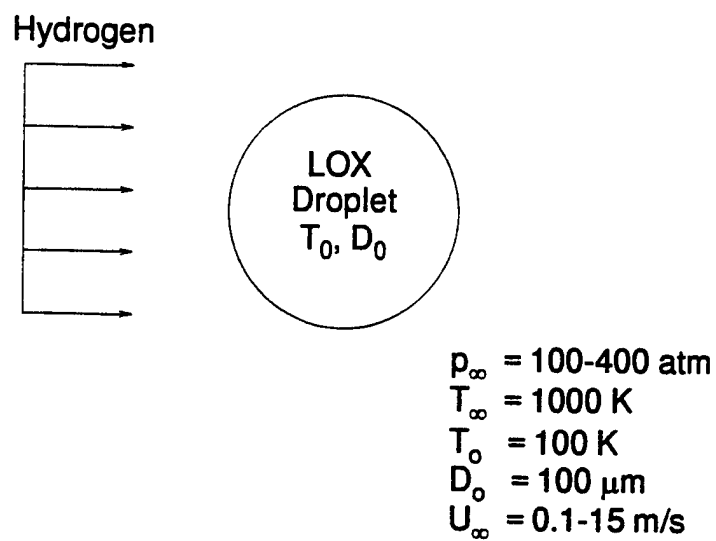 Hydrogen
LOX
Droplet
T₀, D₀
p∞ = 100-400 atm
T∞ = 1000 K
Tₒ = 100 K
Dₒ = 100 μm
U∞ = 0.1-15 m/s